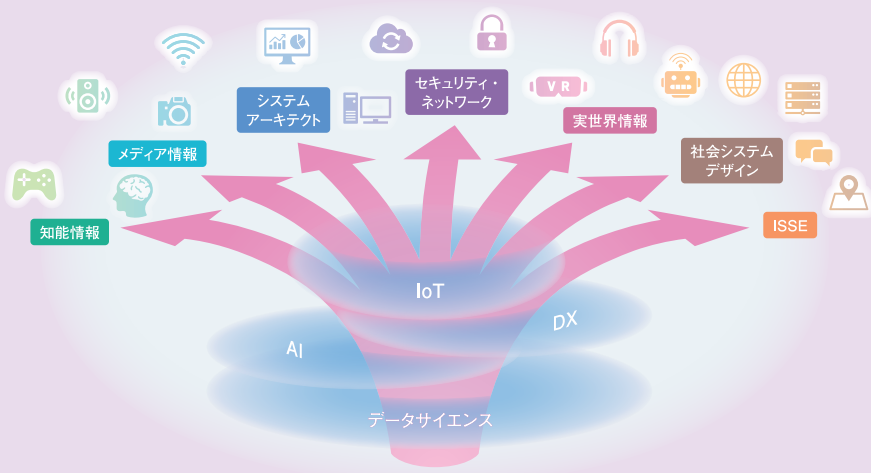 システム
アーキテクト
セキュリティ・
ネットワーク
VR
実世界情報
メディア情報
社会システム
デザイン
知能情報
ISSE
IoT
DX
AI
データサイエンス